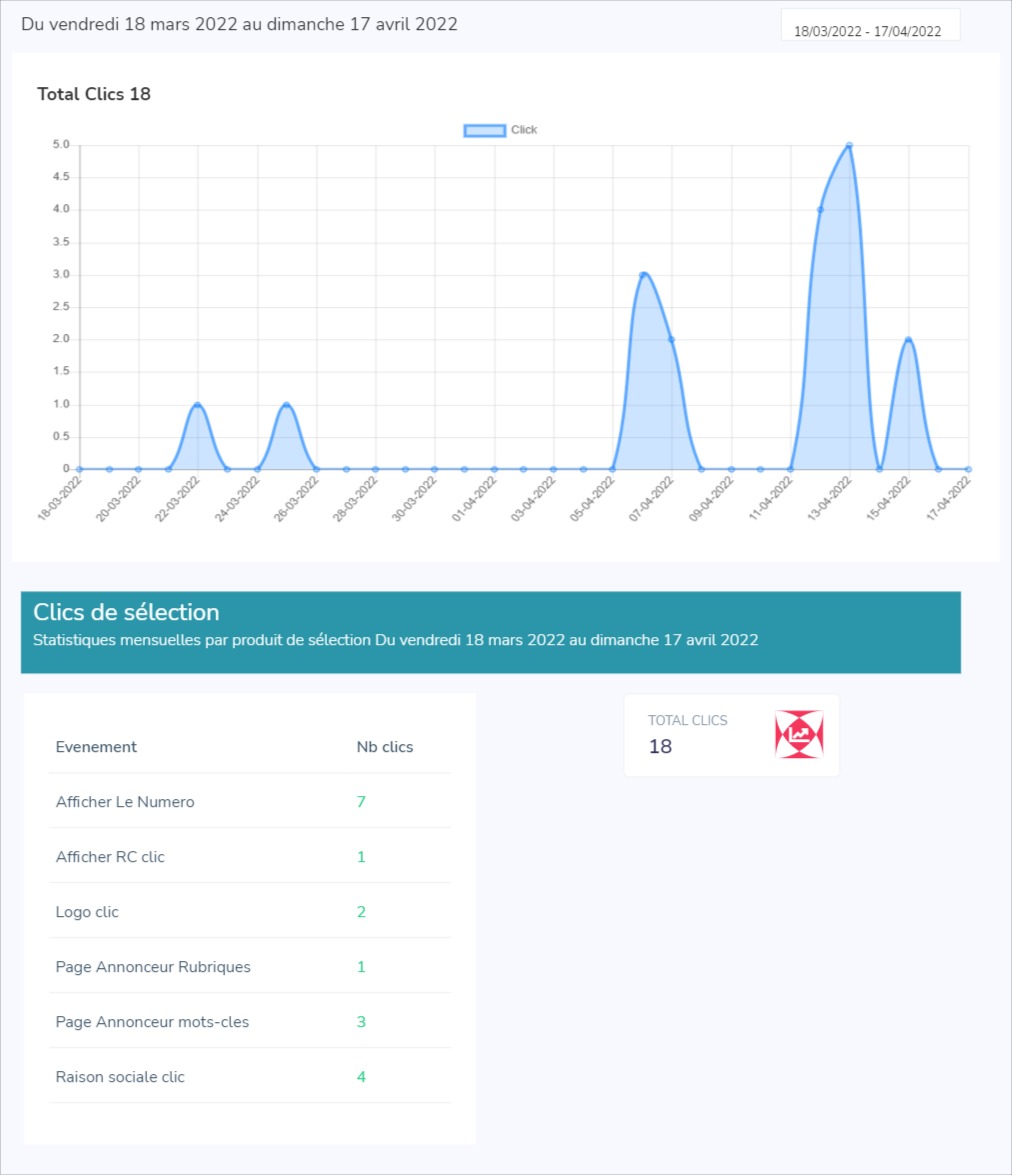 Du vendredi 18 mars 2022 au dimanche 17 avril 2022
18/03/2022 - 17/04/2022
Total Clics 18
Click
5.0
4.5
4.0
3.5
3.0
2.5
2.0
1.5
1.0
0.5
0
18-03-2022
20-03-2022
22-03-2022
24-03-2022
26-03-2022
28-03-2022
30-03-2022
01-04-2022
03-04-2022
05-04-2022
07-04-2022
09-04-2022
11-04-2022
13-04-2022
15-04-2022
17-04-2022
Clics de sélection
Statistiques mensuelles par produit de sélection Du vendredi 18 mars 2022 au dimanche 17 avril 2022
TOTAL CLICS
18
Evenement Nb clics
Afficher Le Numero 7
Afficher RC clic 1
Logo clic 2
Page Annonceur Rubriques 1
Page Annonceur mots-cles 3
Raison sociale clic 4